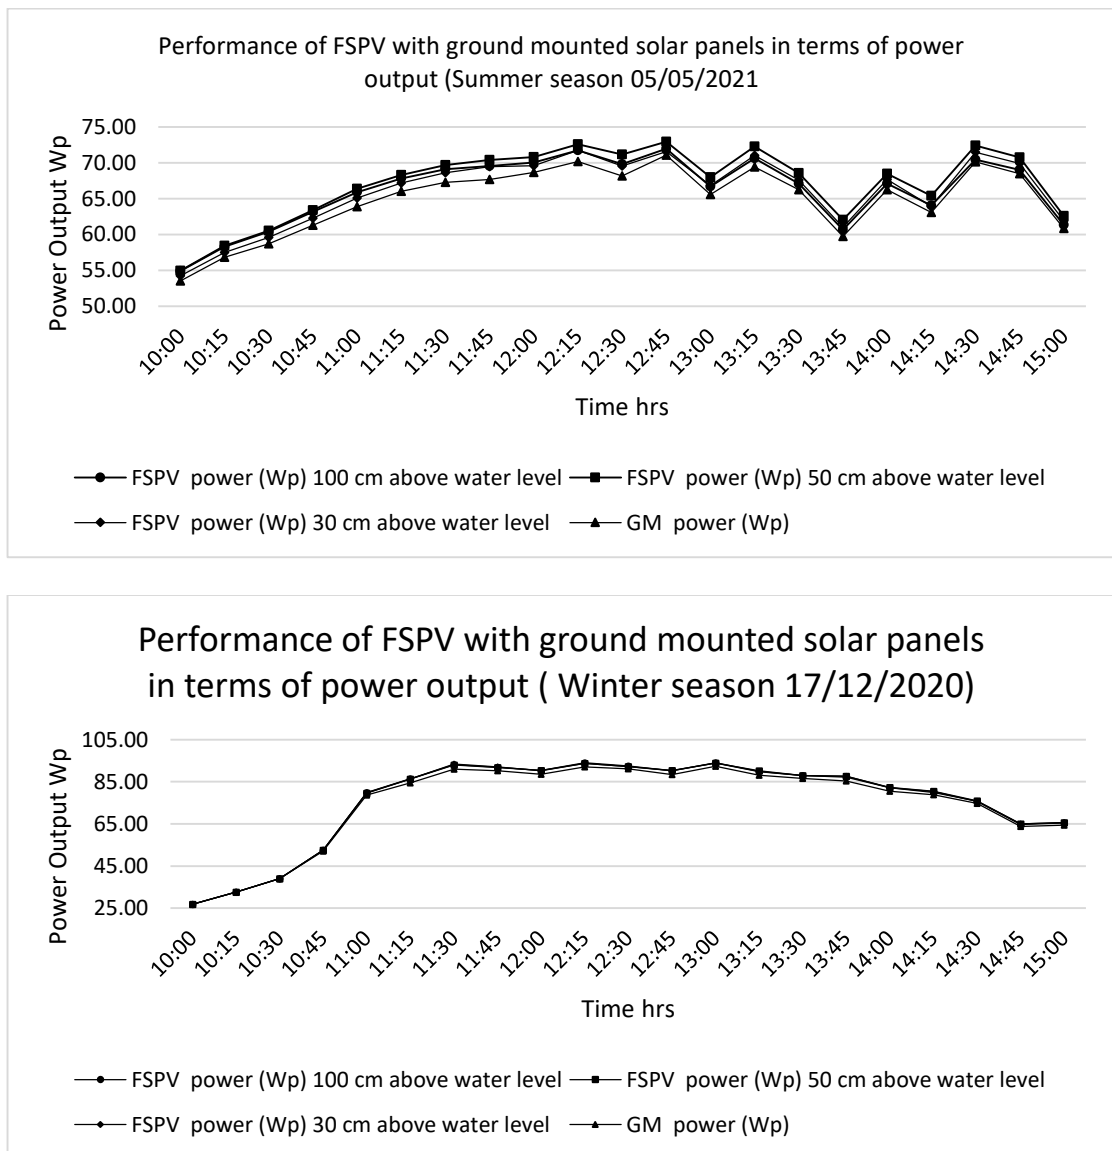 Performance of FSPV with ground mounted solar panels in terms of power
output (Summer season 05/05/2021
75.00
70.00
65.00
60.00
55.00
50.00
Power Output Wp
10:00 10:15 10:30 10:45 11:00 11:15 11:30 11:45 12:00 12:15 12:30 12:45 13:00 13:15 13:30 13:45 14:00 14:15 14:30 14:45 15:00
Time hrs
FSPV power (Wp) 100 cm above water level FSPV power (Wp) 50 cm above water level
FSPV power (Wp) 30 cm above water level GM power (Wp)
Performance of FSPV with ground mounted solar panels
in terms of power output ( Winter season 17/12/2020)
105.00
85.00
65.00
45.00
25.00
Power Output Wp
10:00 10:15 10:30 10:45 11:00 11:15 11:30 11:45 12:00 12:15 12:30 12:45 13:00 13:15 13:30 13:45 14:00 14:15 14:30 14:45 15:00
Time hrs
FSPV power (Wp) 100 cm above water level FSPV power (Wp) 50 cm above water level
FSPV power (Wp) 30 cm above water level GM power (Wp)